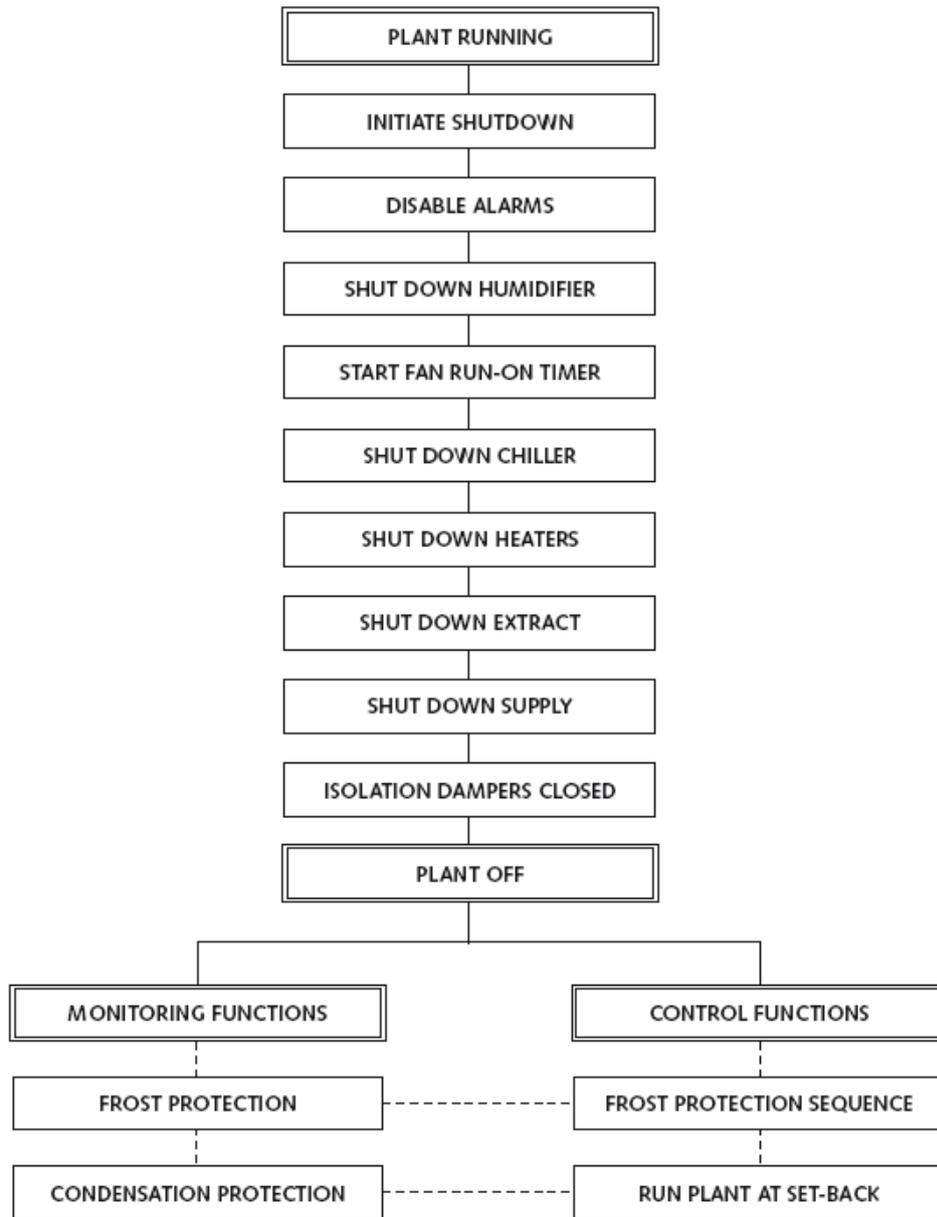 PLANT RUNNING
INITIATE SHUTDOWN
DISABLE ALARMS
SHUT DOWN HUMIDIFIER
START FAN RUN-ON TIMER
SHUT DOWN CHILLER
SHUT DOWN HEATERS
SHUT DOWN EXTRACT
SHUT DOWN SUPPLY
ISOLATION DAMPERS CLOSED
PLANT OFF
MONITORING FUNCTIONS
CONTROL FUNCTIONS
FROST PROTECTION
FROST PROTECTION SEQUENCE
CONDENSATION PROTECTION
RUN PLANT AT SET-BACK